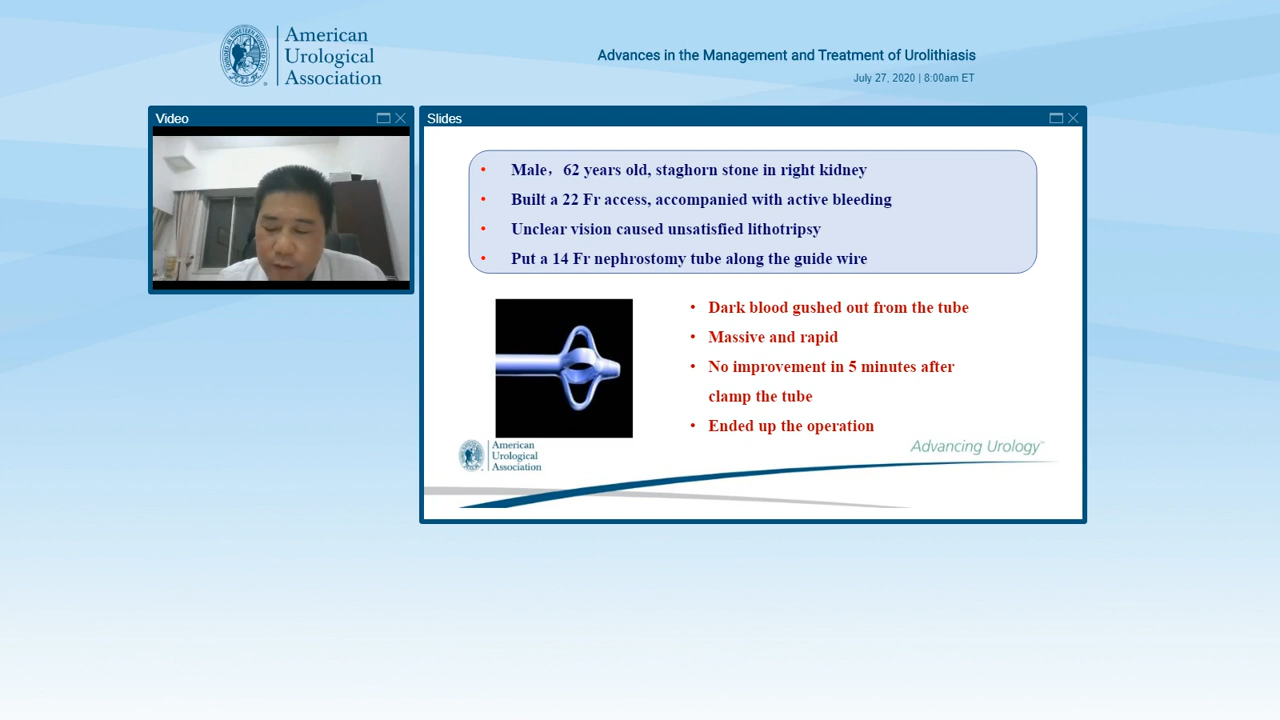 American
Urological
Association
Advances in the Management and Treatment of Urolithiasis
July 27, 2020 | 8:00am ET
Video
Slides
• Male，62 years old, staghorn stone in right kidney
• Built a 22 Fr access, accompanied with active bleeding
• Unclear vision caused unsatisfied lithotripsy
• Put a 14 Fr nephrostomy tube along the guide wire
• Dark blood gushed out from the tube
• Massive and rapid
• No improvement in 5 minutes after
clamp the tube
• Ended up the operation
American
Urological
Association
Advancing Urology™